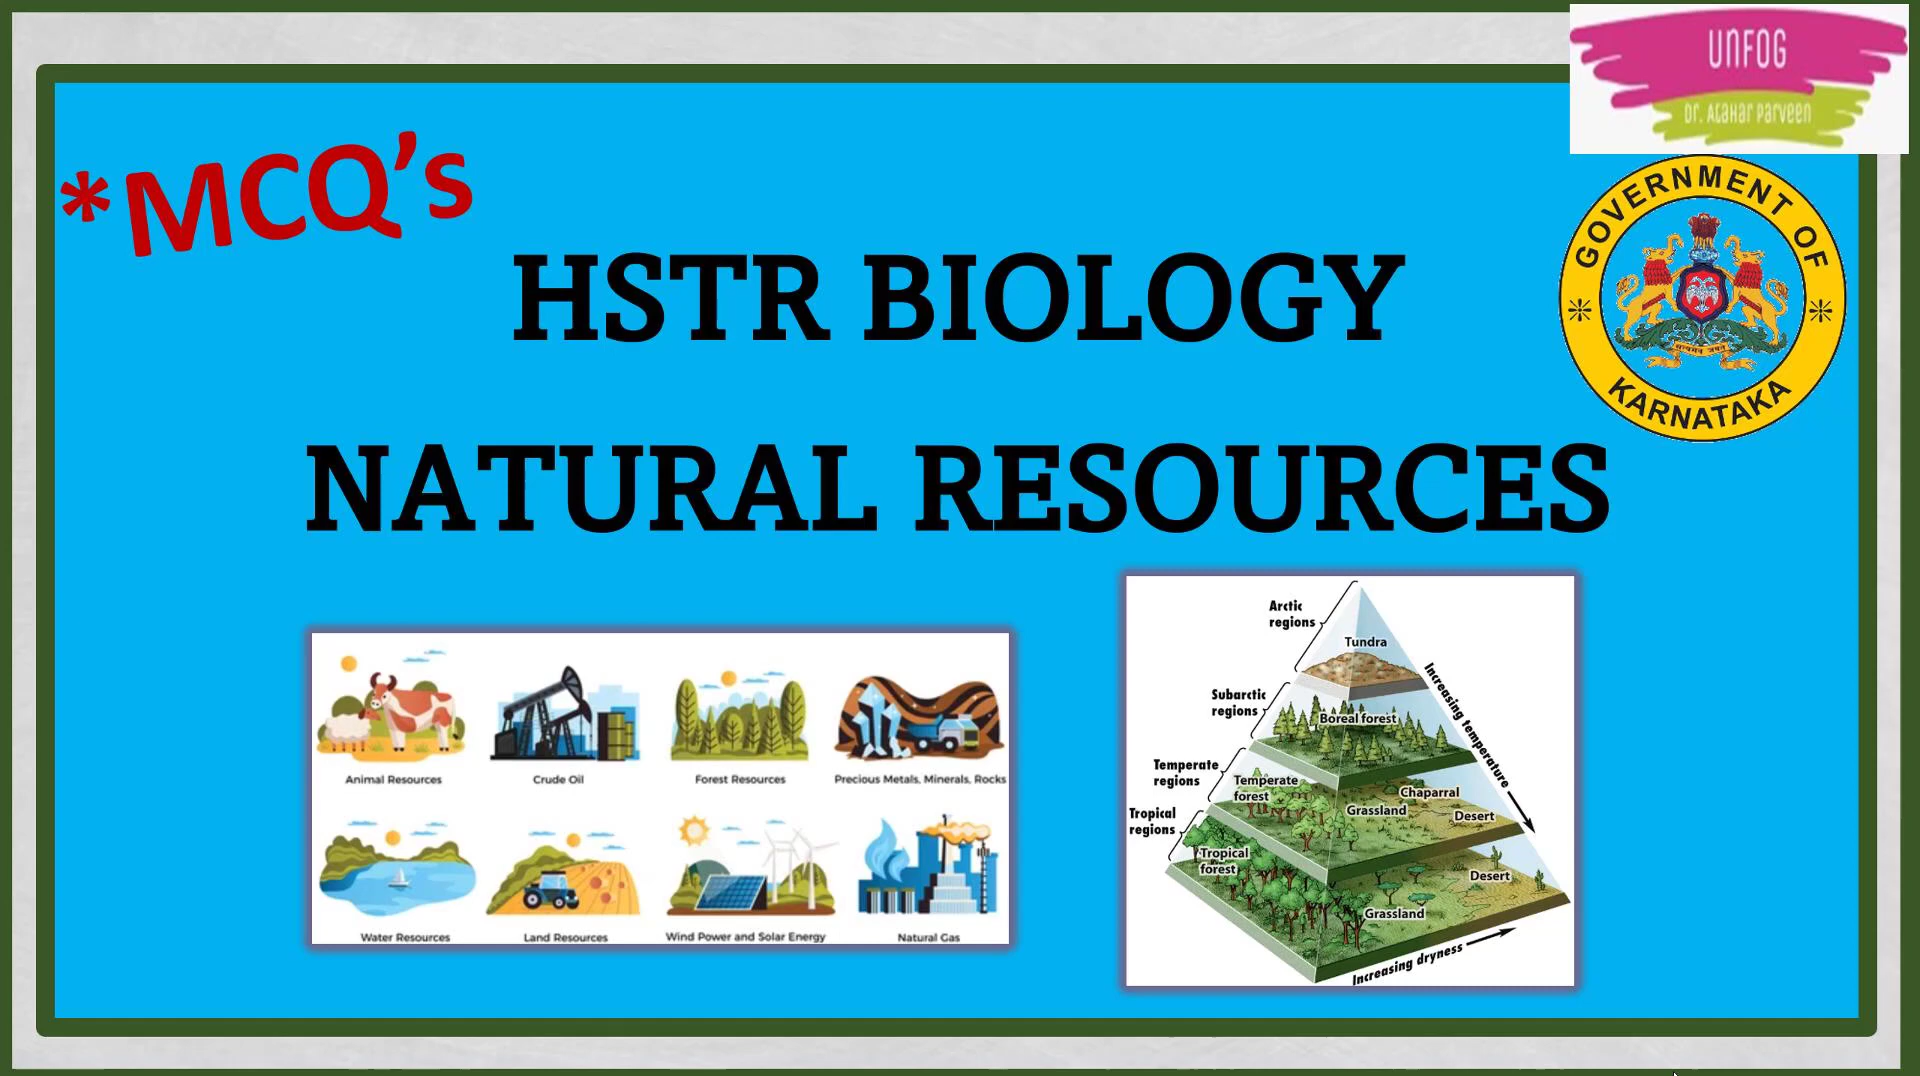 UNFOG
Dr. Atahar Parveen
*MCQ's
GOVERNMENT OF
KARNATAKA
HSTR BIOLOGY
NATURAL RESOURCES
Animal Resources
Crude Oil
Forest Resources
Precious Metals, Minerals, Rocks
Water Resources
Land Resources
Wind Power and Solar Energy
Natural Gas
Arctic
regions
Tundra
Subarctic
regions
Boreal forest
Increasing temperature
Temperate
regions
Temperate
forest
Chaparral
Grassland
Desert
Tropical
regions
Tropical
forest
Desert
Grassland
Increasing dryness